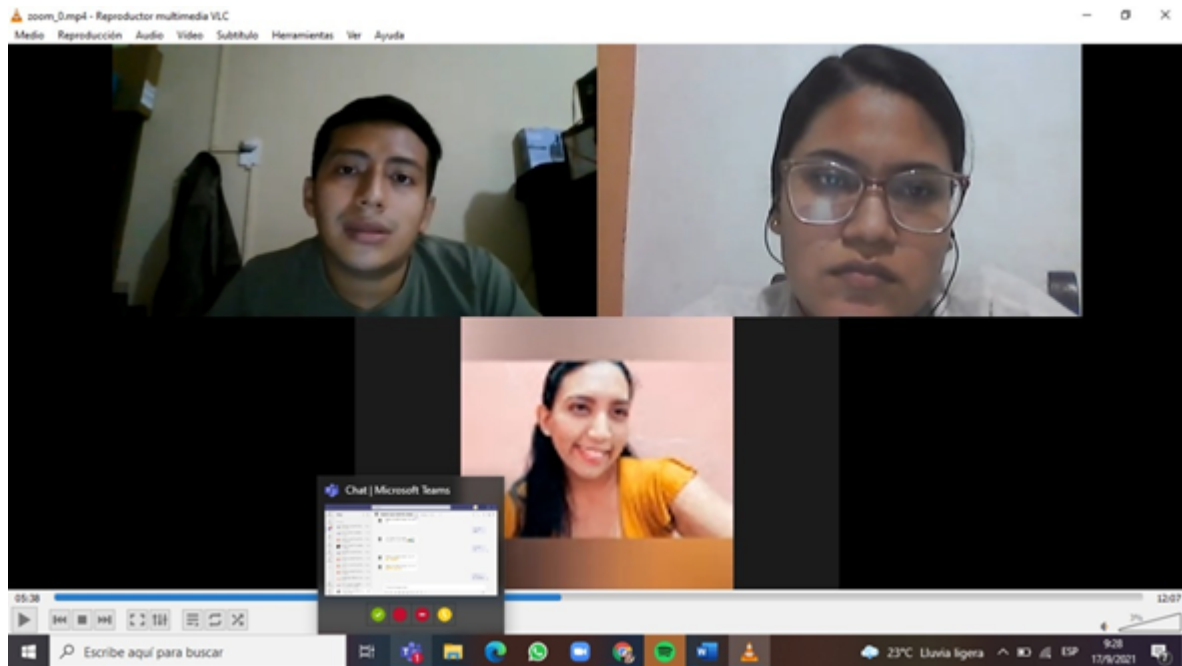 zoom_0.mp4 - Reproductor multimedia VLC
Medio Reproducción Audio Video Subtítulo Herramientas Ver Ayuda
Chat | Microsoft Teams
05:38
12:07
Escribe aquí para buscar
23°C Lluvia ligera
ESP
9:28
17/9/2021